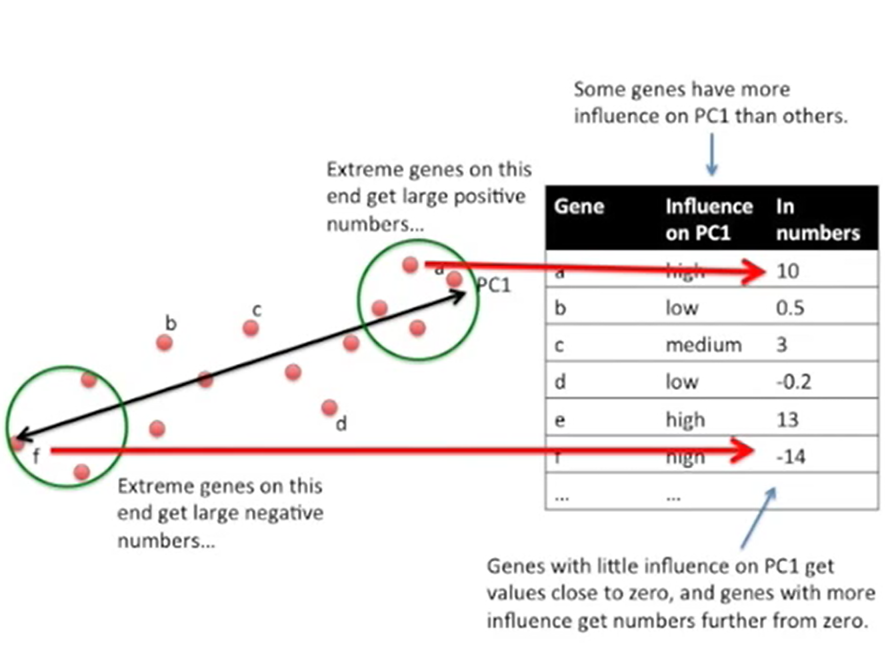 Some genes have more
influence on PC1 than others.
Extreme genes on this
end get large positive
numbers...
Gene Influence on PC1 In numbers
a high 10
b low 0.5
c medium 3
d low -0.2
e high 13
f high -14
... ...
a
PC1
b
c
d
f
Extreme genes on this
end get large negative
numbers...
Genes with little influence on PC1 get
values close to zero, and genes with more
influence get numbers further from zero.